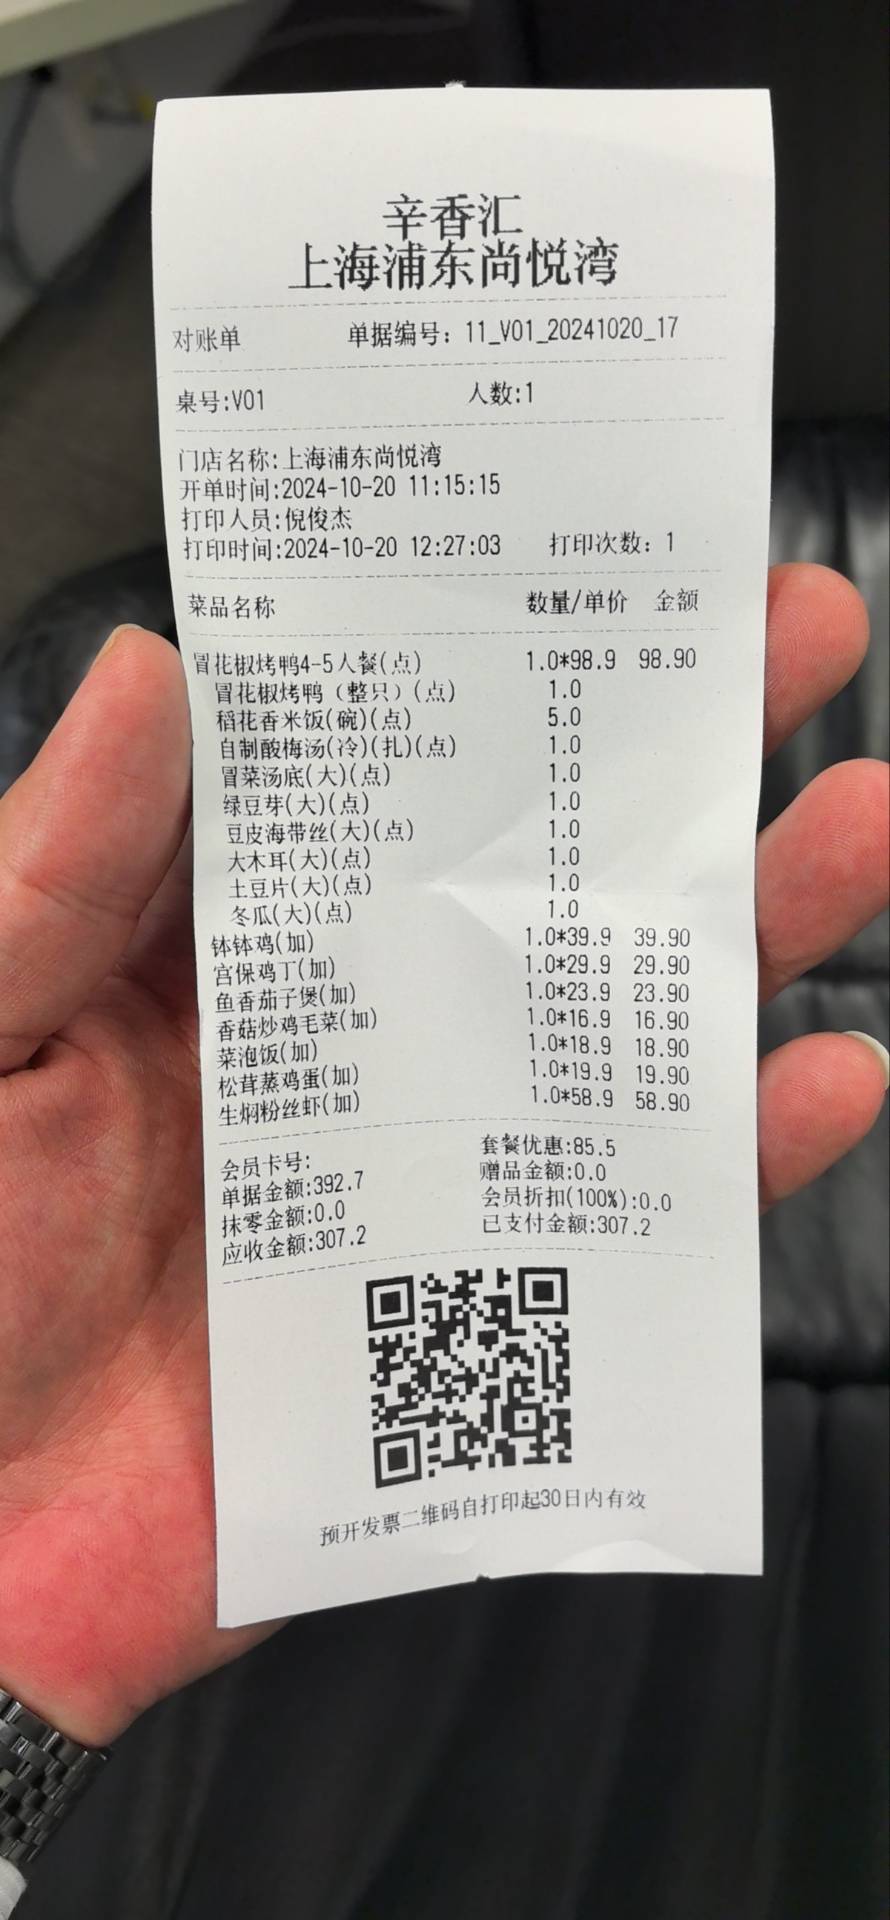 辛香汇
上海浦东尚悦湾
对账单 单据编号：11_V01_20241020_17
桌号:V01 人数:1
门店名称:上海浦东尚悦湾
开单时间:2024-10-20 11:15:15
打印人员:倪俊杰
打印时间:2024-10-20 12:27:03 打印次数：1
菜品名称 数量/单价 金额
冒花椒烤鸭4-5人餐(点) 1.0*98.9 98.90
冒花椒烤鸭（整只）(点) 1.0
稻花香米饭(碗)(点) 5.0
自制酸梅汤(冷)(扎)(点) 1.0
冒菜汤底(大)(点) 1.0
绿豆芽(大)(点) 1.0
豆皮海带丝(大)(点) 1.0
大木耳(大)(点) 1.0
土豆片(大)(点) 1.0
冬瓜(大)(点) 1.0
钵钵鸡(加) 1.0*39.9 39.90
宫保鸡丁(加) 1.0*29.9 29.90
鱼香茄子煲(加) 1.0*23.9 23.90
香菇炒鸡毛菜(加) 1.0*16.9 16.90
菜泡饭(加) 1.0*18.9 18.90
松茸蒸鸡蛋(加) 1.0*19.9 19.90
生焖粉丝虾(加) 1.0*58.9 58.90
会员卡号: 套餐优惠:85.5
单据金额:392.7 赠品金额:0.0
抹零金额:0.0 会员折扣(100%):0.0
应收金额:307.2 已支付金额:307.2
预开发票二维码自打印起30日内有效